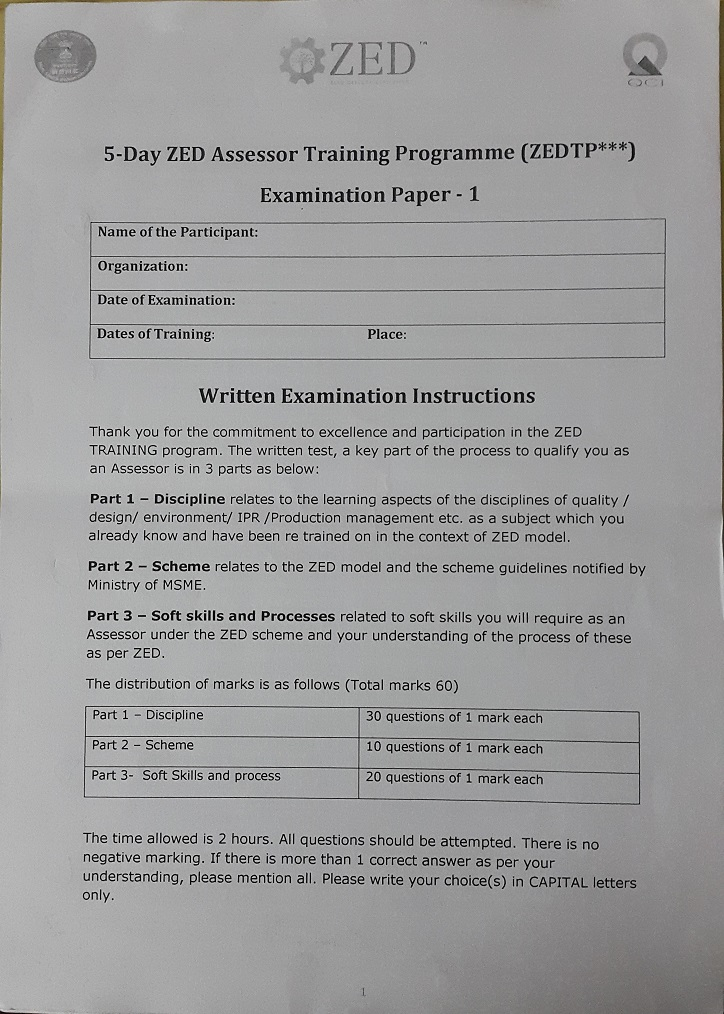 ZED™
QCI
5-Day ZED Assessor Training Programme (ZEDTP***)
Examination Paper - 1
Name of the Participant:
Organization:
Date of Examination:
Dates of Training: Place:
Written Examination Instructions
Thank you for the commitment to excellence and participation in the ZED
TRAINING program. The written test, a key part of the process to qualify you as
an Assessor is in 3 parts as below:
Part 1 – Discipline relates to the learning aspects of the disciplines of quality /
design/ environment/ IPR /Production management etc. as a subject which you
already know and have been re trained on in the context of ZED model.
Part 2 – Scheme relates to the ZED model and the scheme guidelines notified by
Ministry of MSME.
Part 3 – Soft skills and Processes related to soft skills you will require as an
Assessor under the ZED scheme and your understanding of the process of these
as per ZED.
The distribution of marks is as follows (Total marks 60)
Part 1 – Discipline 30 questions of 1 mark each
Part 2 – Scheme 10 questions of 1 mark each
Part 3- Soft Skills and process 20 questions of 1 mark each
The time allowed is 2 hours. All questions should be attempted. There is no
negative marking. If there is more than 1 correct answer as per your
understanding, please mention all. Please write your choice(s) in CAPITAL letters
only.
1